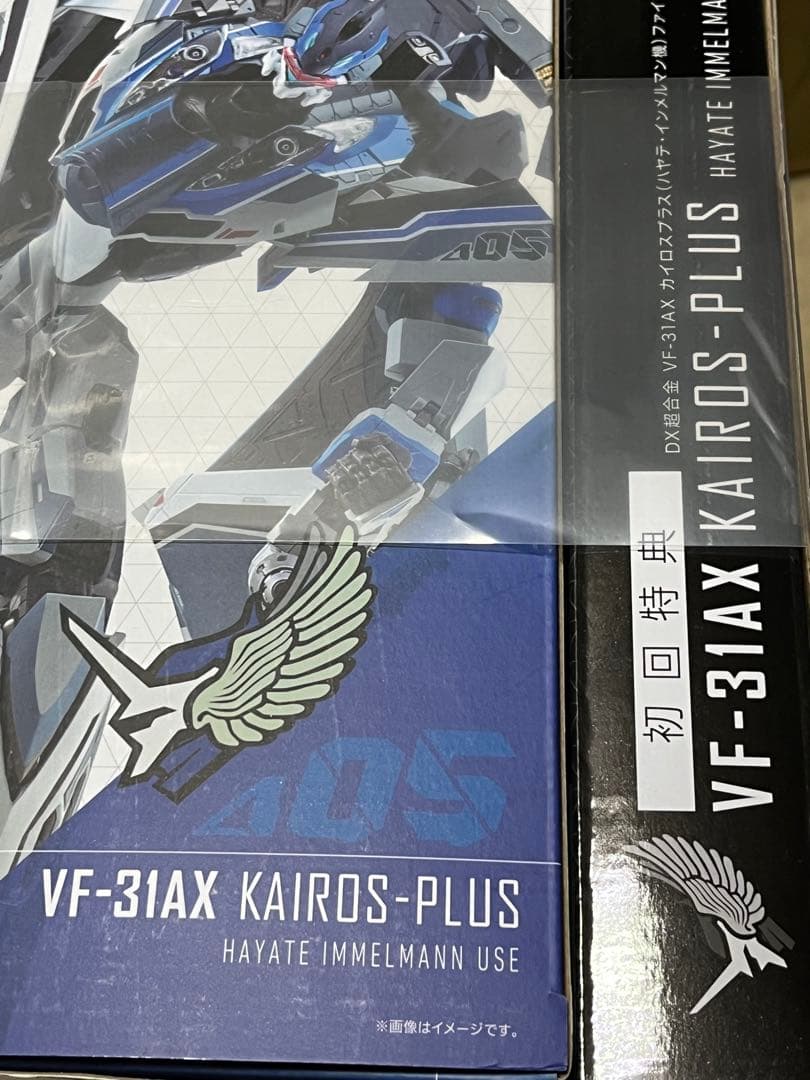 Δ05
Δ05
VF-31AX KAIROS-PLUS
HAYATE IMMELMANN USE
※画像はイメージです。
DX超合金 VF-31AX カイロスプラス(ハヤテ・インメルマン機)ファイ
初回特典
VF-31AX KAIROS-PLUS HAYATE IMMELMAN